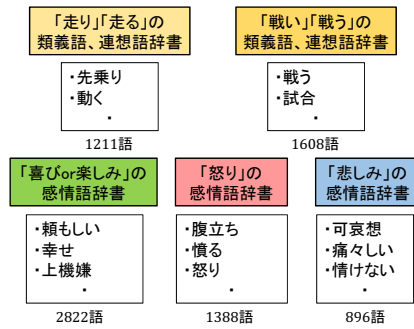 「走り」「走る」の
類義語、連想語辞書
・先乗り
・動く
・
1211語
「戦い」「戦う」の
類義語、連想語辞書
・戦う
・試合
・
1608語
「喜びor楽しみ」の
感情語辞書
・頼もしい
・幸せ
・上機嫌
・
2822語
「怒り」の
感情語辞書
・腹立ち
・憤る
・怒り
・
1388語
「悲しみ」の
感情語辞書
・可哀想
・痛々しい
・情けない
・
896語